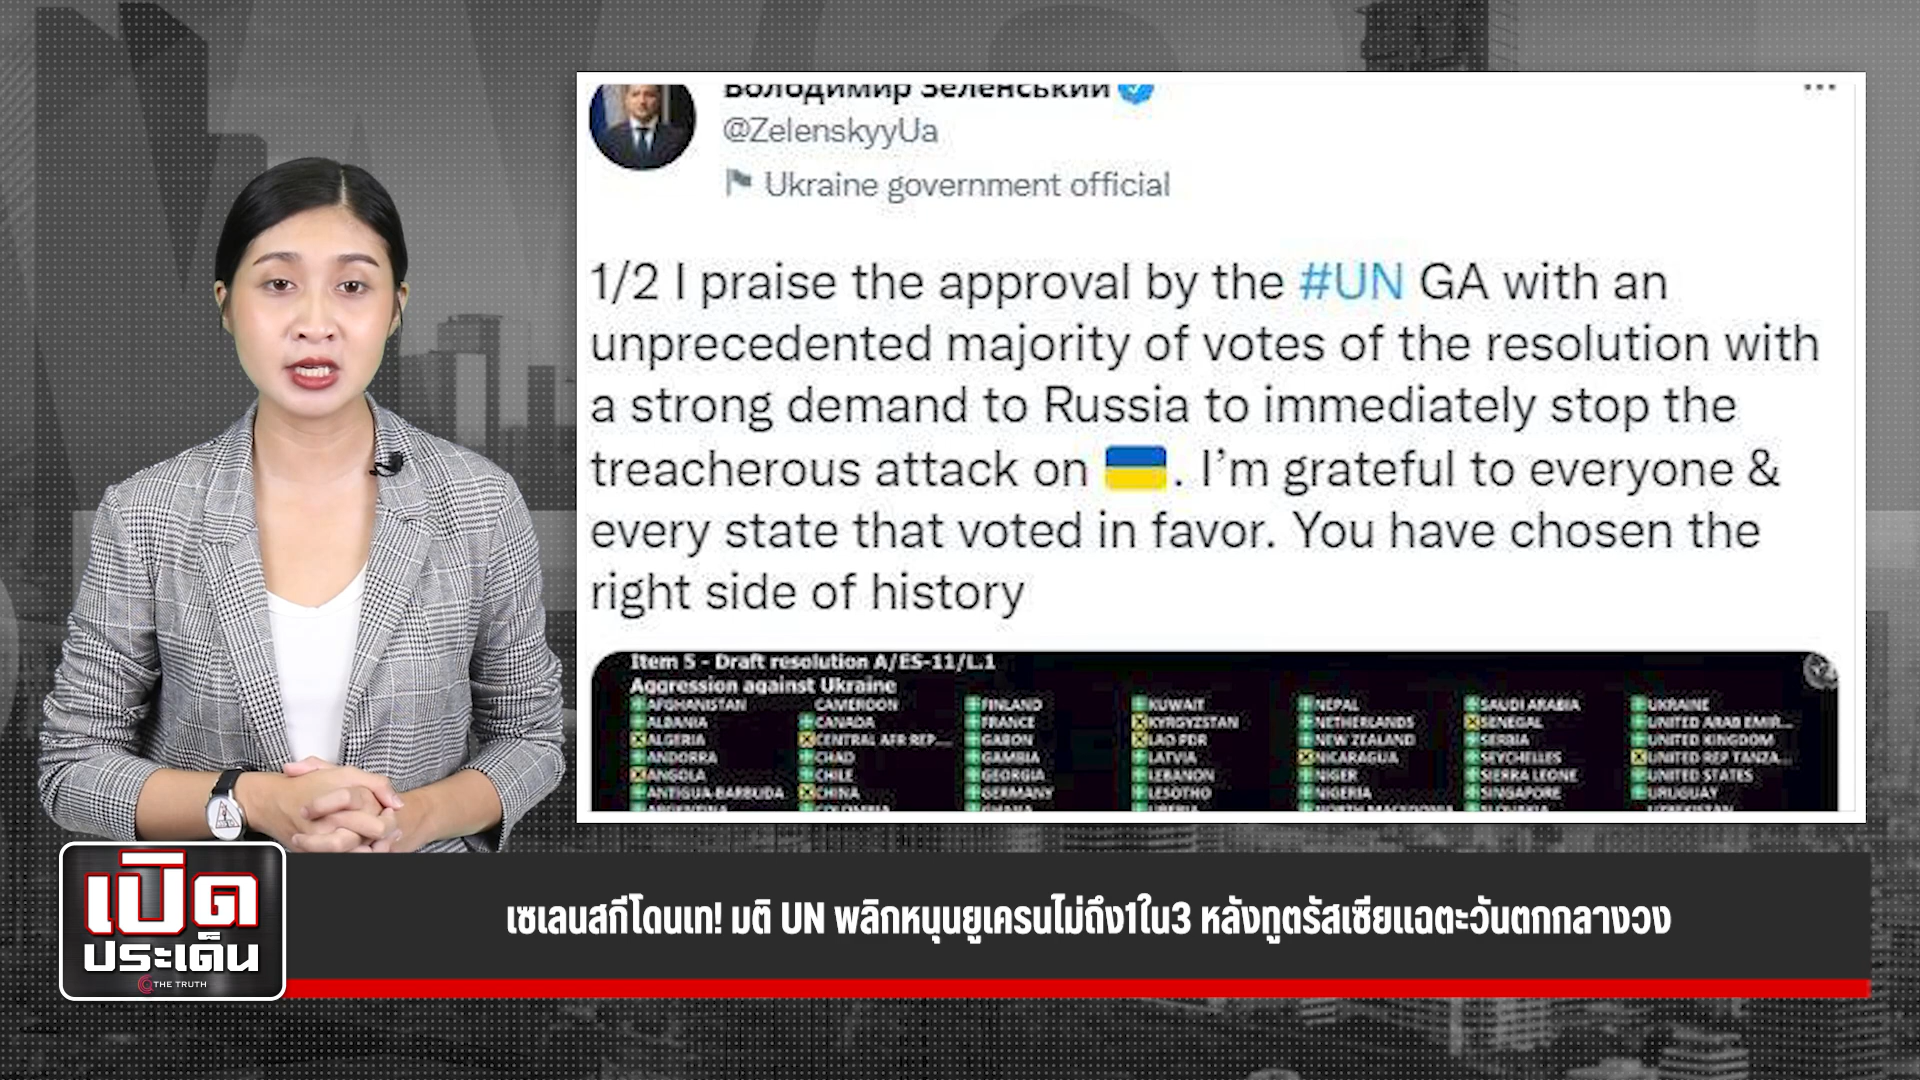 Володимир Зеленський
@ZelenskyyUa
Ukraine government official
1/2 I praise the approval by the #UN GA with an
unprecedented majority of votes of the resolution with
a strong demand to Russia to immediately stop the
treacherous attack on 🇺🇦. I’m grateful to everyone &
every state that voted in favor. You have chosen the
right side of history
Item 5 - Draft resolution A/ES-11/L.1
Aggression against Ukraine
AFGHANISTAN CAMEROON FINLAND KUWAIT NEPAL SAUDI ARABIA UKRAINE
ALBANIA CANADA FRANCE KYRGYZSTAN NETHERLANDS SENEGAL UNITED ARAB EMIR...
ALGERIA CENTRAL AFR REP... GABON LAO PDR NEW ZEALAND SERBIA UNITED KINGDOM
ANDORRA CHAD GAMBIA LATVIA NICARAGUA SEYCHELLES UNITED REP TANZA...
ANGOLA CHILE GEORGIA LEBANON NIGER SIERRA LEONE UNITED STATES
ANTIGUA-BARBUDA CHINA GERMANY LESOTHO NIGERIA SINGAPORE URUGUAY
เปิด
ประเด็น
THE TRUTH
เซเลนสกีโดนเท! มติ UN พลิกหนุนยูเครนไม่ถึง1ใน3 หลังทูตรัสเซียแฉตะวันตกกลางวง